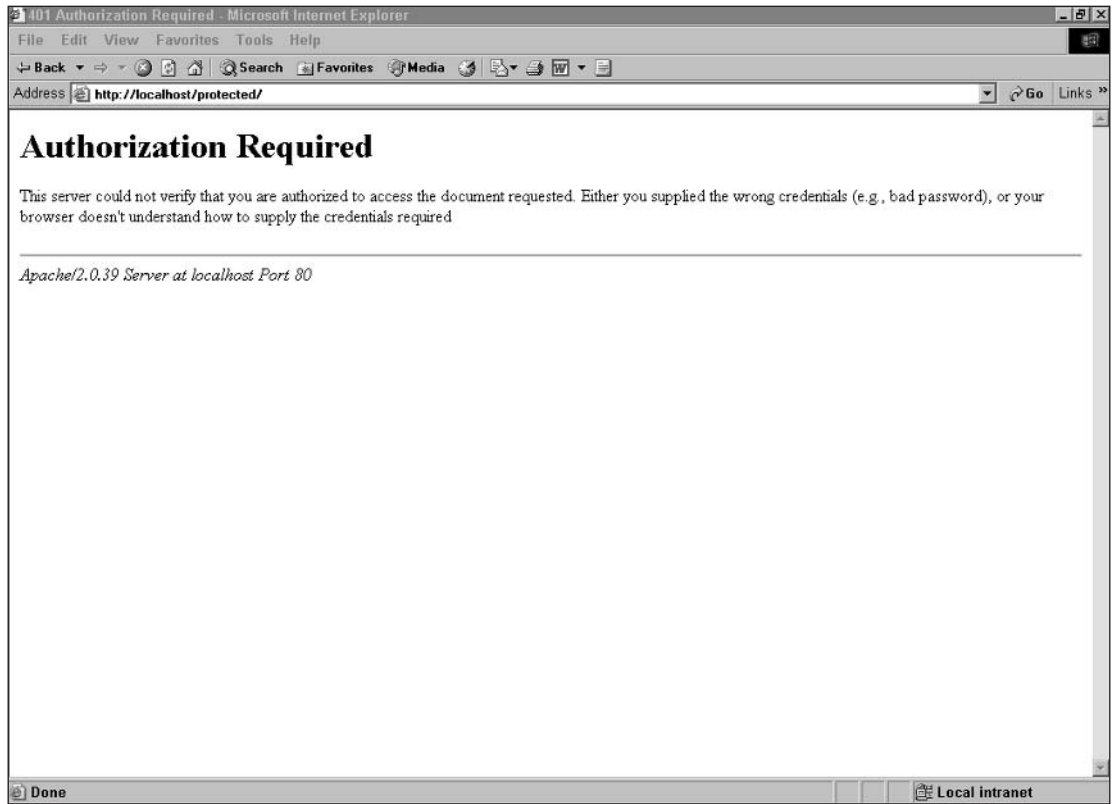 401 Authorization Required - Microsoft Internet Explorer
File Edit View Favorites Tools Help
Back Search Favorites Media
Address http://localhost/protected/ Go Links »
Authorization Required
This server could not verify that you are authorized to access the document requested. Either you supplied the wrong credentials (e.g., bad password), or your
browser doesn't understand how to supply the credentials required
Apache/2.0.39 Server at localhost Port 80
Done Local intranet